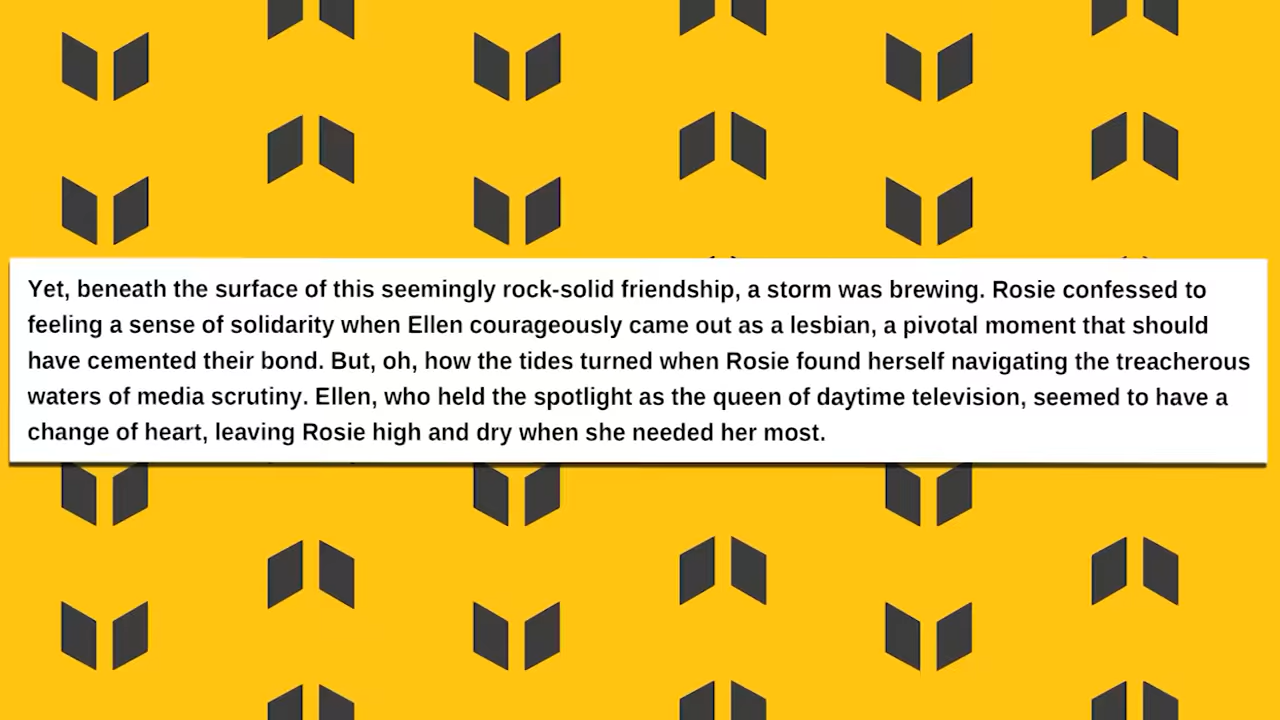 Yet, beneath the surface of this seemingly rock-solid friendship, a storm was brewing. Rosie confessed to
feeling a sense of solidarity when Ellen courageously came out as a lesbian, a pivotal moment that should
have cemented their bond. But, oh, how the tides turned when Rosie found herself navigating the treacherous
waters of media scrutiny. Ellen, who held the spotlight as the queen of daytime television, seemed to have a
change of heart, leaving Rosie high and dry when she needed her most.